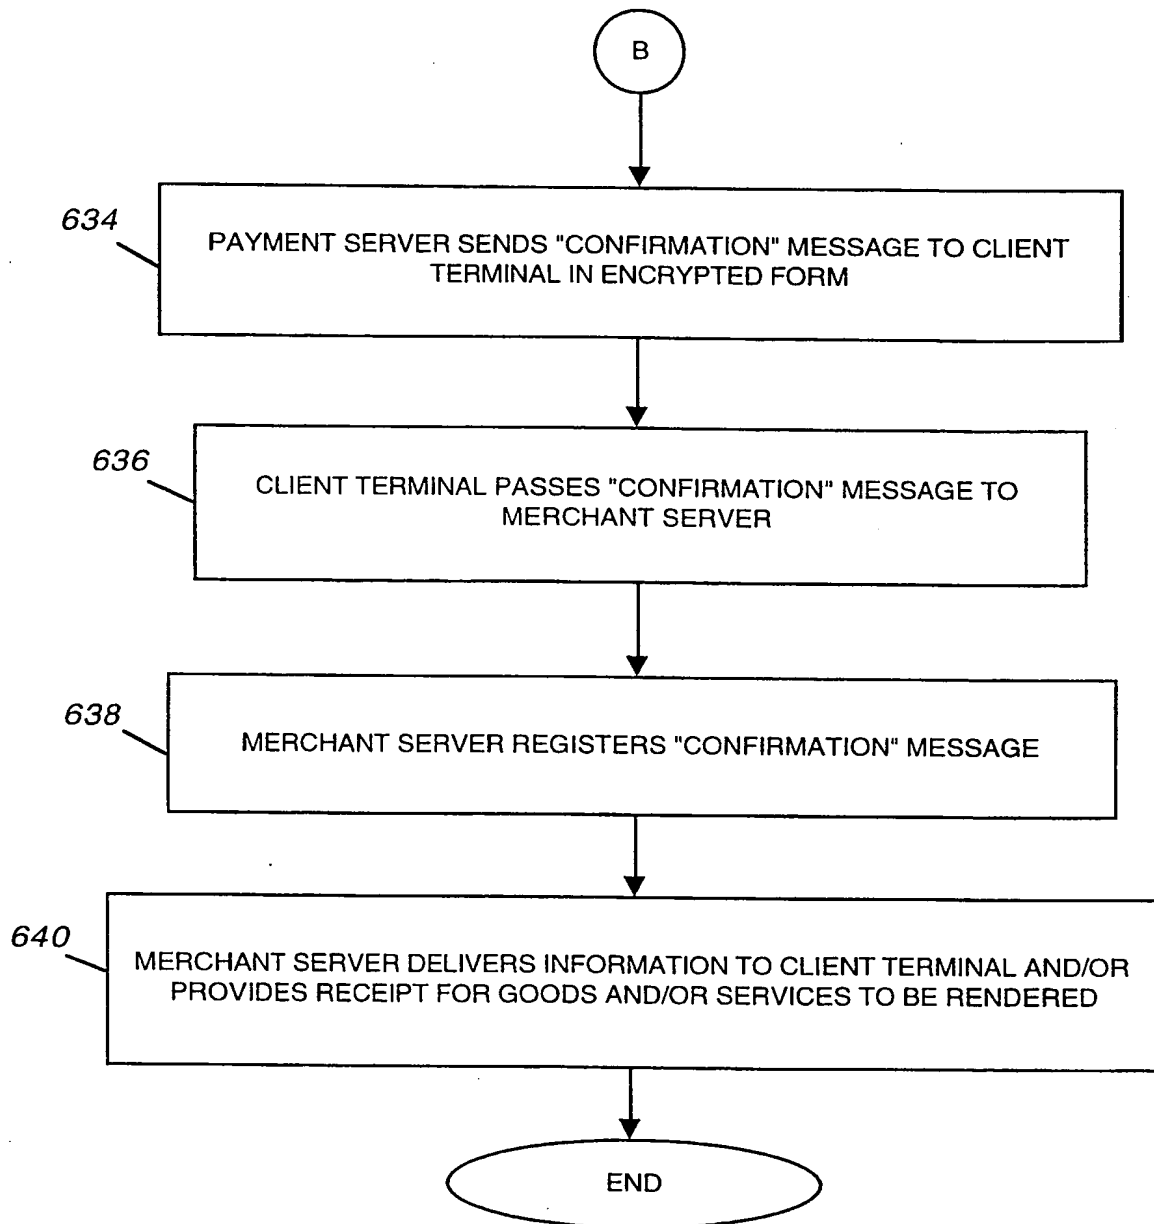 B
634
PAYMENT SERVER SENDS "CONFIRMATION" MESSAGE TO CLIENT
TERMINAL IN ENCRYPTED FORM
636
CLIENT TERMINAL PASSES "CONFIRMATION" MESSAGE TO
MERCHANT SERVER
638
MERCHANT SERVER REGISTERS "CONFIRMATION" MESSAGE
640
MERCHANT SERVER DELIVERS INFORMATION TO CLIENT TERMINAL AND/OR
PROVIDES RECEIPT FOR GOODS AND/OR SERVICES TO BE RENDERED
END